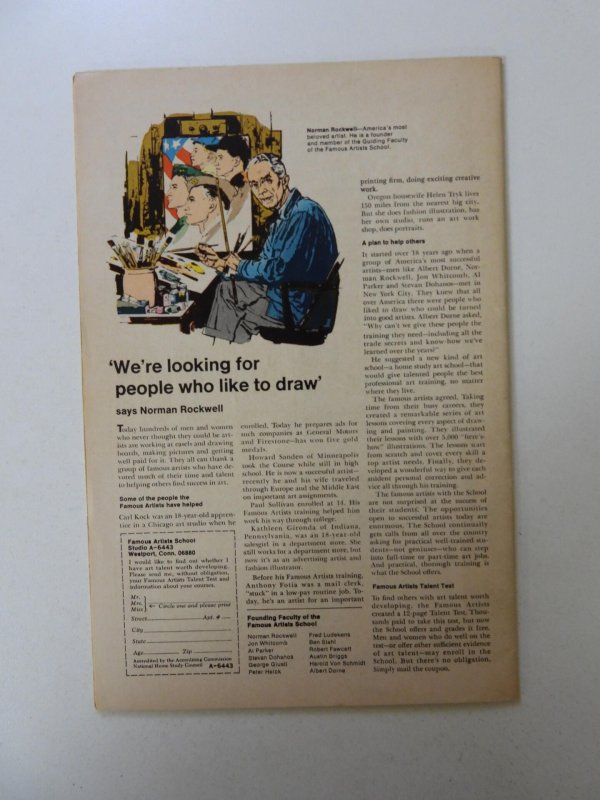 Norman Rockwell—America's most
beloved artist. He is a founder
and member of the Guiding Faculty
of the Famous Artists School.
'We're looking for
people who like to draw'
says Norman Rockwell
Today hundreds of men and women
who never thought they could be art-
ists are working at easels and drawing
boards, making pictures and getting
well paid for it. They all can thank a
group of famous artists who have de-
voted much of their time and talent
to helping others find success in art.
Some of the people the
Famous Artists have helped
Carl Kock was an 18-year-old appren-
tice in a Chicago art studio when he
enrolled. Today he prepares ads for
such companies as General Motors
and Firestone—has won five gold
medals.
Howard Sanden of Minneapolis
took the Course while still in high
school. He is now a successful artist—
recently he and his wife traveled
through Europe and the Middle East
on important art assignments.
Paul Sullivan enrolled at 14. His
Famous Artists training helped him
work his way through college.
Kathleen Gironda of Indiana,
Pennsylvania, was an 18-year-old
salesgirl in a department store. She
still works for a department store, but
now it's as an advertising artist and
fashion illustrator.
Before his Famous Artists training,
Anthony Fotia was a mail clerk,
"stuck" in a low-pay routine job. To-
day, he's an artist for an important
printing firm, doing exciting creative
work.
Oregon housewife Helen Tryk lives
150 miles from the nearest big city.
But she does fashion illustration, has
her own studio, runs an art work
shop, does portraits.
A plan to help others
It started over 18 years ago when a
group of America's most successful
artists—men like Albert Dorne, Nor-
man Rockwell, Jon Whitcomb, Al
Parker and Stevan Dohanos—met in
New York City. They knew that all
over America there were people who
liked to draw who could be turned
into good artists. Albert Dorne asked,
"Why can't we give these people the
training they need—including all the
trade secrets and know-how we've
learned over the years?"
He suggested a new kind of art
school—a home study art school—that
would give talented people the best
professional art training, no matter
where they live.
The famous artists agreed. Taking
time from their busy careers, they
created a remarkable series of art
lessons covering every aspect of draw-
ing and painting. They illustrated
their lessons with over 5,000 "here's-
how" illustrations. The lessons start
from scratch and cover every skill a
top artist needs. Finally, they de-
veloped a wonderful way to give each
student personal correction and ad-
vice all through his training.
The famous artists with the School
are not surprised at the success of
their students. The opportunities
open to successful artists today are
enormous. The School continually
gets calls from all over the country
asking for practical well-trained stu-
dents—not geniuses—who can step
into full-time or part-time art jobs.
And practical, thorough training is
what the School offers.
Famous Artists Talent Test
To find others with art talent worth
developing, the Famous Artists
created a 12-page Talent Test. Thou-
sands paid to take this test, but now
the School offers and grades it free.
Men and women who do well on the
test—or offer other sufficient evidence
of art talent—may enroll in the
School. But there's no obligation.
Simply mail the coupon.
Famous Artists School
Studio A-6443
Westport, Conn. 06880
I would like to find out whether I
have art talent worth developing.
Please send me, without obligation,
your Famous Artists Talent Test and
information about your courses.
Mr.
Mrs. ← Circle one and please print
Miss
Street Apt. #
City
State
Age Zip
Accredited by the Accrediting Commission
National Home Study Council A-6443
Founding Faculty of the
Famous Artists School
Norman Rockwell Fred Ludekens
Jon Whitcomb Ben Stahl
Al Parker Robert Fawcett
Stevan Dohanos Austin Briggs
George Giusti Harold Von Schmidt
Peter Helck Albert Dorne